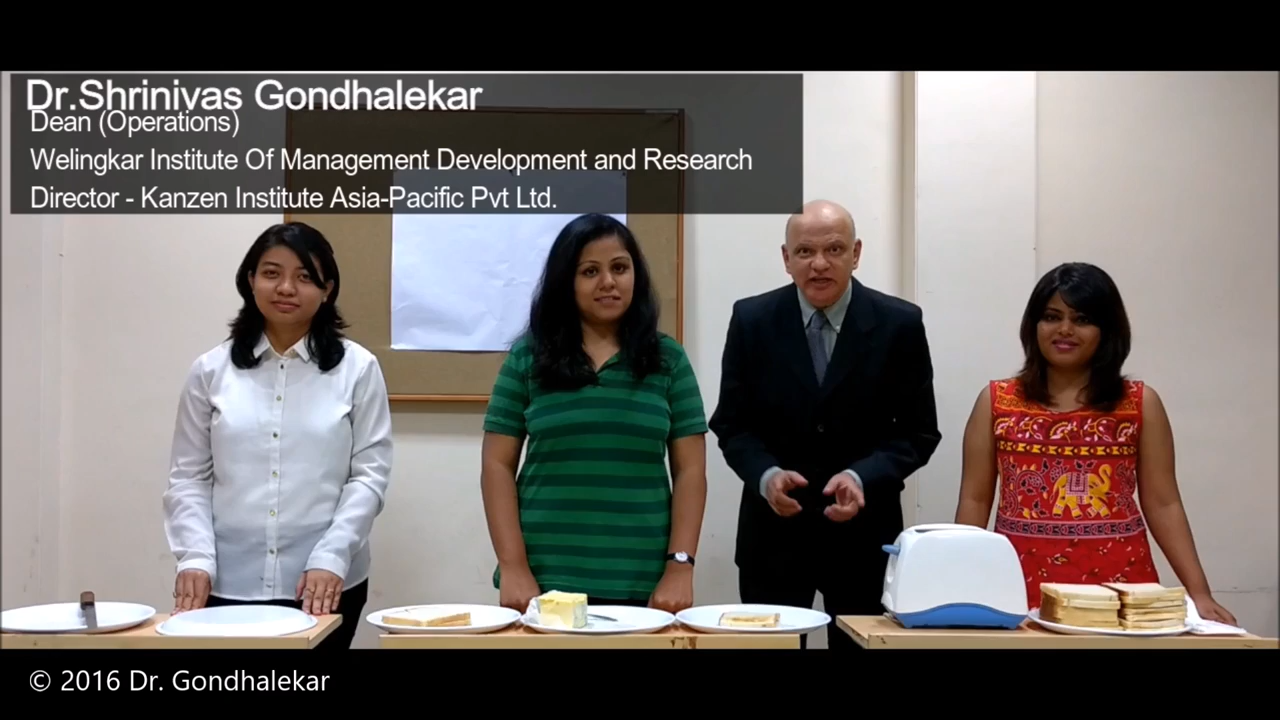 Dr.Shrinivas Gondhalekar
Dean (Operations)
Welingkar Institute Of Management Development and Research
Director - Kanzen Institute Asia-Pacific Pvt Ltd.
© 2016 Dr. Gondhalekar